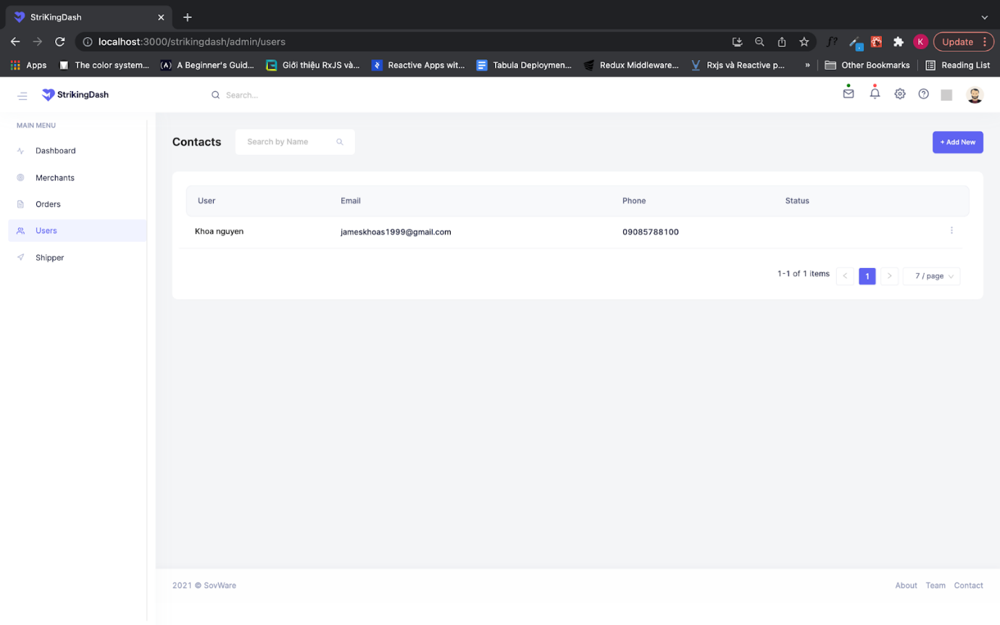 StriKingDash
localhost:3000/strikingdash/admin/users
K
Update
Apps
The color system...
(A) A Beginner's Guid...
Giới thiệu RxJS và...
Reactive Apps wit...
Tabula Deploymen...
Redux Middleware...
Rxjs và Reactive p...
»
Other Bookmarks
Reading List
StrikingDash
Search...
MAIN MENU
Dashboard
Merchants
Orders
Users
Shipper
Contacts
Search by Name
+ Add New
User Email Phone Status
Khoa nguyen jameskhoas1999@gmail.com 09085788100
1-1 of 1 items < 1 > 7 / page
2021 © SovWare
About Team Contact